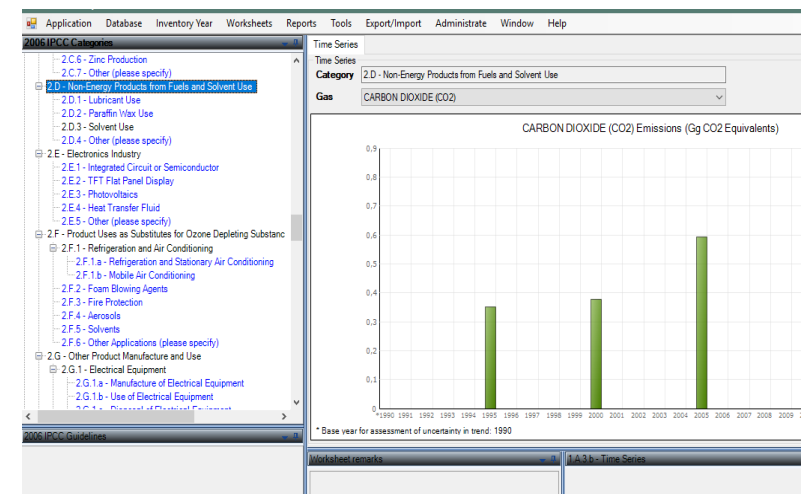 Application Database Inventory Year Worksheets Reports Tools Export/Import Administrate Window Help
2006 IPCC Categories
2.C.6 - Zinc Production
2.C.7 - Other (please specify)
2.D - Non-Energy Products from Fuels and Solvent Use
2.D.1 - Lubricant Use
2.D.2 - Paraffin Wax Use
2.D.3 - Solvent Use
2.D.4 - Other (please specify)
2.E - Electronics Industry
2.E.1 - Integrated Circuit or Semiconductor
2.E.2 - TFT Flat Panel Display
2.E.3 - Photovoltaics
2.E.4 - Heat Transfer Fluid
2.E.5 - Other (please specify)
2.F - Product Uses as Substitutes for Ozone Depleting Substanc
2.F.1 - Refrigeration and Air Conditioning
2.F.1.a - Refrigeration and Stationary Air Conditioning
2.F.1.b - Mobile Air Conditioning
2.F.2 - Foam Blowing Agents
2.F.3 - Fire Protection
2.F.4 - Aerosols
2.F.5 - Solvents
2.F.6 - Other Applications (please specify)
2.G - Other Product Manufacture and Use
2.G.1 - Electrical Equipment
2.G.1.a - Manufacture of Electrical Equipment
2.G.1.b - Use of Electrical Equipment
2006 IPCC Guidelines
Time Series
Time Series
Category 2.D - Non-Energy Products from Fuels and Solvent Use
Gas CARBON DIOXIDE (CO2)
CARBON DIOXIDE (CO2) Emissions (Gg CO2 Equivalents)
0,9
0,8
0,7
0,6
0,5
0,4
0,3
0,2
0,1
0
*1990 1991 1992 1993 1994 1995 1996 1997 1998 1999 2000 2001 2002 2003 2004 2005 2006 2007 2008 2009
* Base year for assessment of uncertainty in trend: 1990
Worksheet remarks
1.A.3.b - Time Series